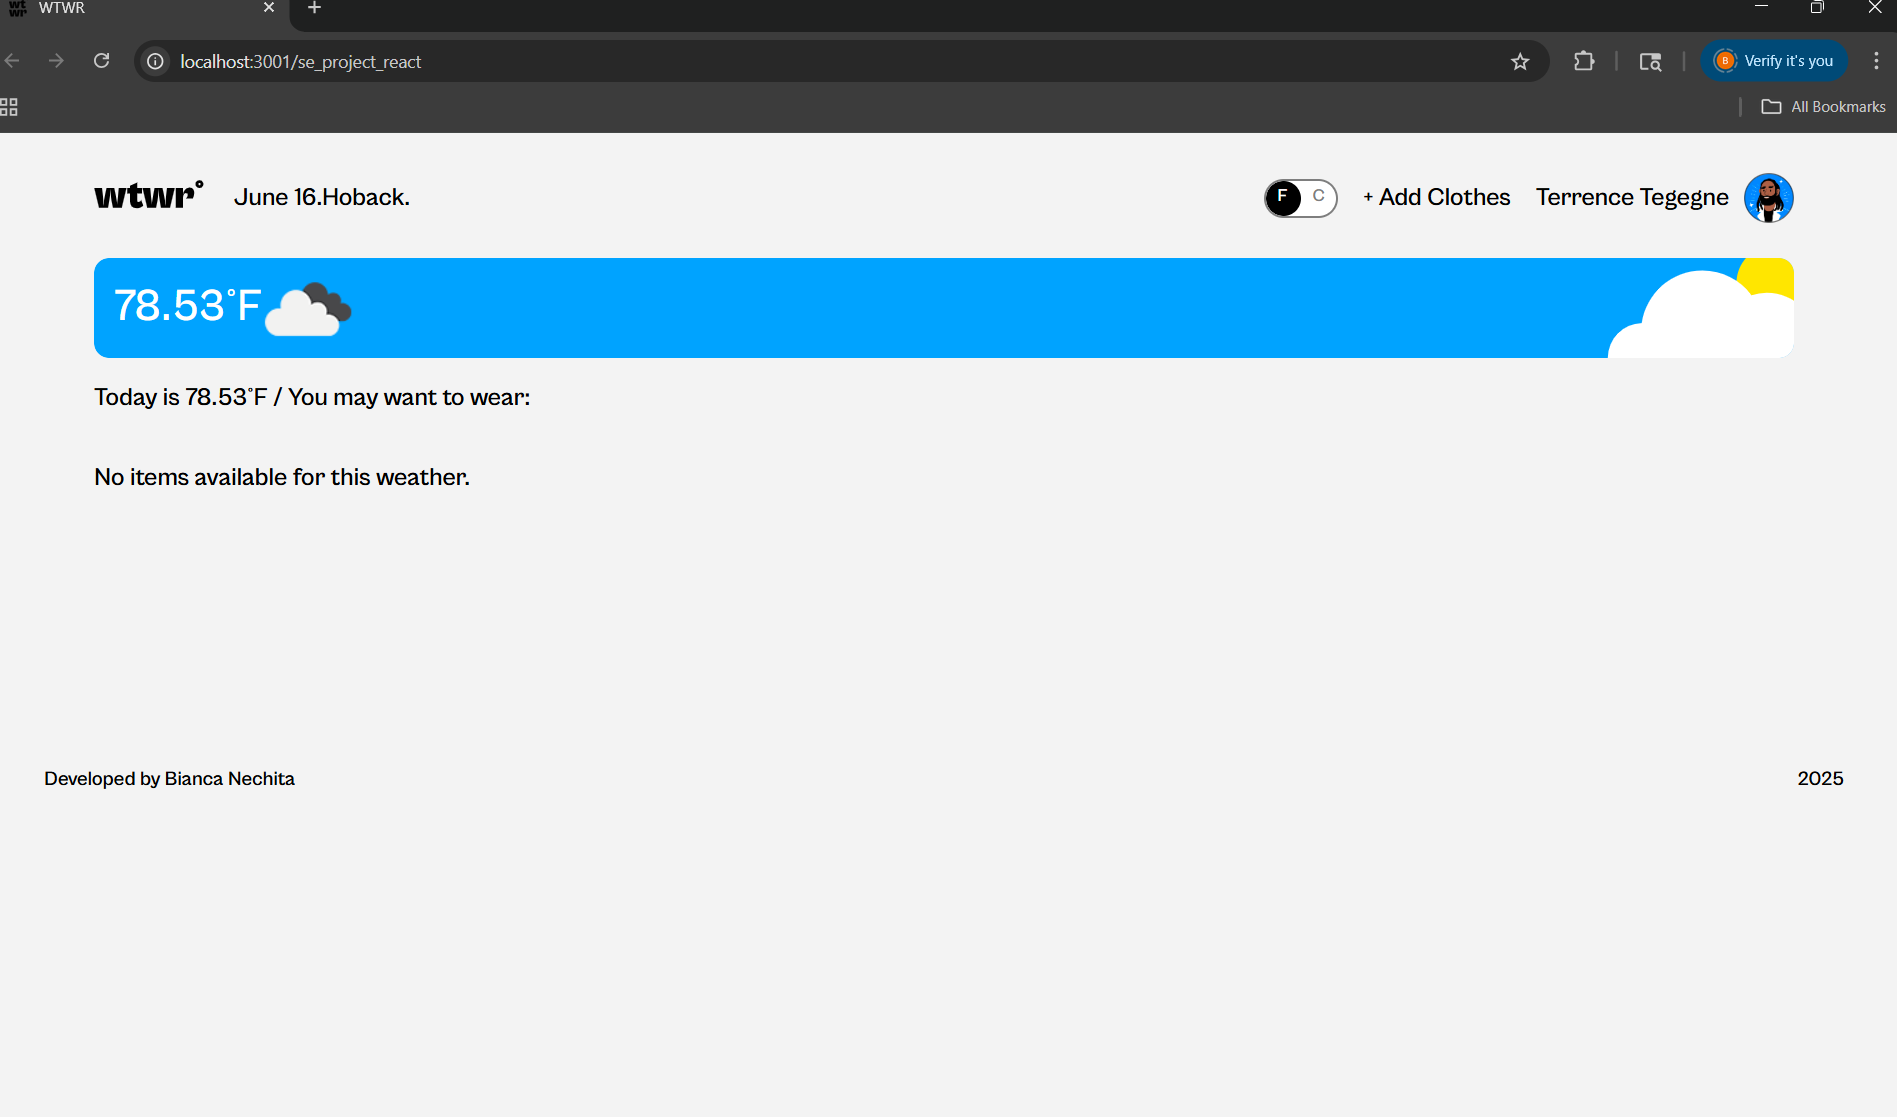 WTWR
localhost:3001/se_project_react
Verify it's you
All Bookmarks
wtwr°
June 16.Hoback.
F C
+ Add Clothes
Terrence Tegegne
78.53°F
Today is 78.53°F / You may want to wear:
No items available for this weather.
Developed by Bianca Nechita
2025